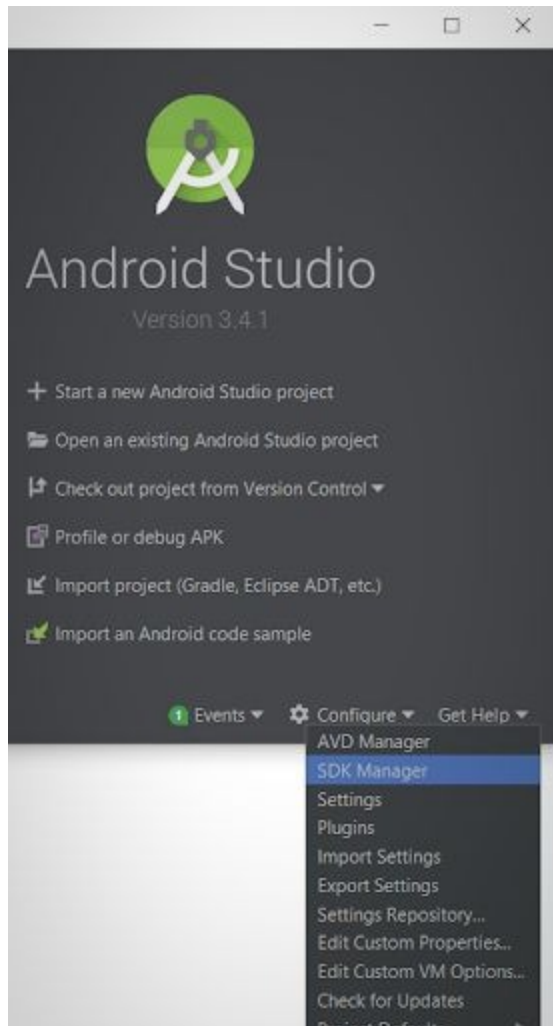 Android Studio
Version 3.4.1
Start a new Android Studio project
Open an existing Android Studio project
Check out project from Version Control
Profile or debug APK
Import project (Gradle, Eclipse ADT, etc.)
Import an Android code sample
1 Events Configure Get Help
AVD Manager
SDK Manager
Settings
Plugins
Import Settings
Export Settings
Settings Repository...
Edit Custom Properties...
Edit Custom VM Options...
Check for Updates